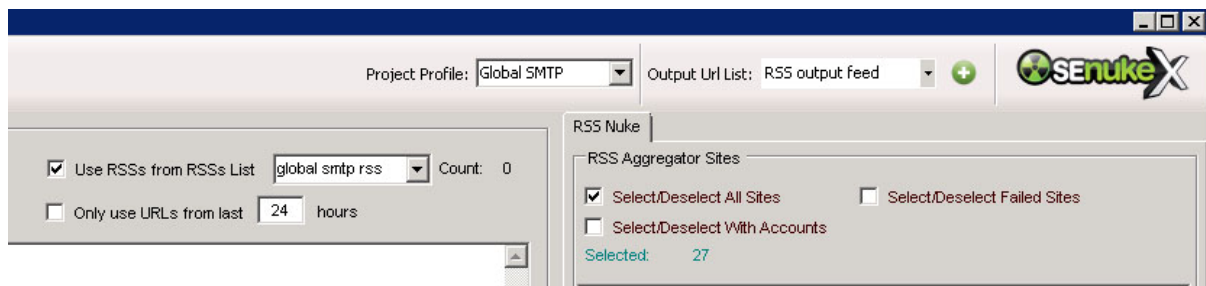 Project Profile: Global SMTP Output Url List: RSS output feed SEnukeX
RSS Nuke
RSS Aggregator Sites
Use RSSs from RSSs List global smtp rss Count: 0
Select/Deselect All Sites Select/Deselect Failed Sites
Only use URLs from last 24 hours
Select/Deselect With Accounts
Selected: 27